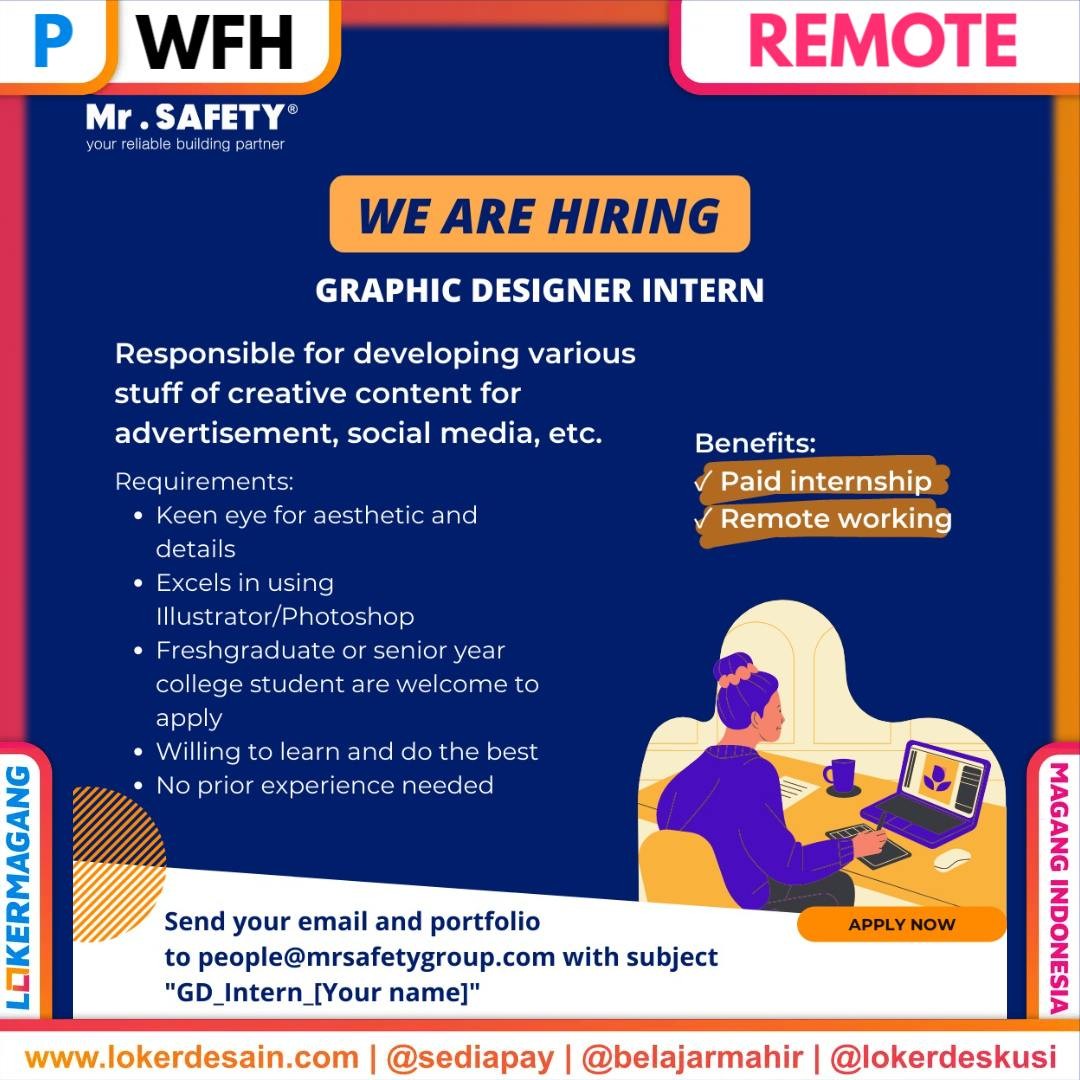 P
WFH
REMOTE
Mr. SAFETY®
your reliable building partner
WE ARE HIRING
GRAPHIC DESIGNER INTERN
Responsible for developing various
stuff of creative content for
advertisement, social media, etc.
Requirements:
• Keen eye for aesthetic and
details
• Excels in using
Illustrator/Photoshop
• Freshgraduate or senior year
college student are welcome to
apply
• Willing to learn and do the best
• No prior experience needed
Benefits:
✓ Paid internship
✓ Remote working
LOKERMAGANG
MAGANG INDONESIA
APPLY NOW
Send your email and portfolio
to people@mrsafetygroup.com with subject
"GD_Intern_[Your name]"
www.lokerdesain.com | @sediapay | @belajarmahir | @lokerdeskusi